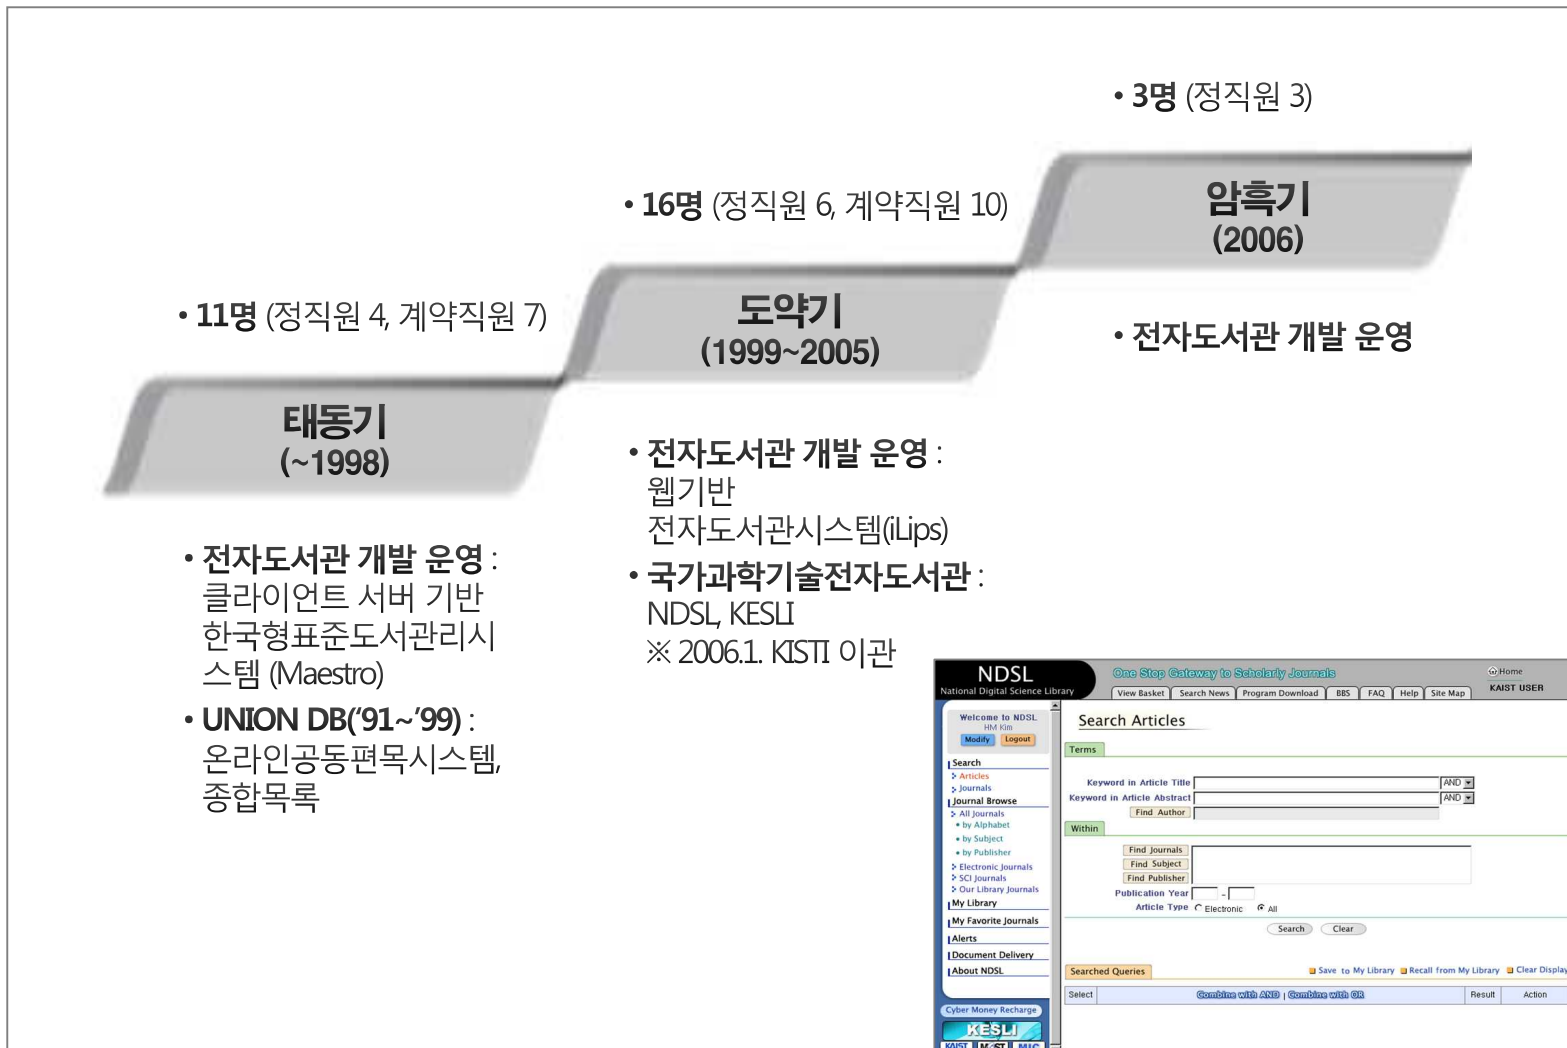 • 3명 (정직원 3)
암흑기
(2006)
• 전자도서관 개발 운영
• 16명 (정직원 6, 계약직원 10)
도약기
(1999~2005)
• 전자도서관 개발 운영 :
웹기반
전자도서관시스템(iLips)
• 국가과학기술전자도서관 :
NDSL, KESLI
※ 2006.1. KISTI 이관
• 11명 (정직원 4, 계약직원 7)
태동기
(~1998)
• 전자도서관 개발 운영 :
클라이언트 서버 기반
한국형표준도서관리시
스템 (Maestro)
• UNION DB('91~'99) :
온라인공동편목시스템,
종합목록
NDSL
National Digital Science Library
One Stop Gateway to Scholarly Journals
Home
KAIST USER
View Basket Search News Program Download BBS FAQ Help Site Map
Welcome to NDSL
HM Kim
Modify Logout
Search
Articles
Journals
Journal Browse
All Journals
• by Alphabet
• by Subject
• by Publisher
Electronic Journals
SCI Journals
Our Library Journals
My Library
My Favorite Journals
Alerts
Document Delivery
About NDSL
Cyber Money Recharge
KESLI
KAIST MOST MIC
Search Articles
Terms
Keyword in Article Title AND
Keyword in Article Abstract AND
Find Author
Within
Find Journals
Find Subject
Find Publisher
Publication Year -
Article Type Electronic All
Search Clear
Searched Queries Save to My Library Recall from My Library Clear Display
Select Combine with AND | Combine with OR Result Action